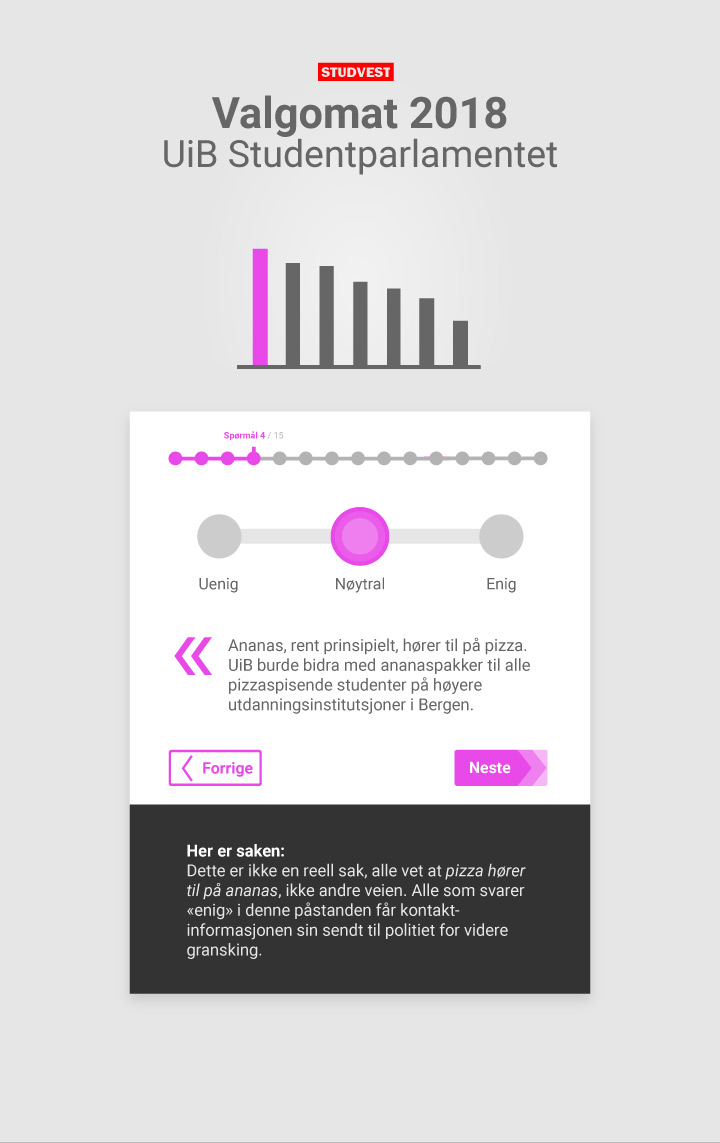 STUDVEST
Valgomat 2018
UiB Studentparlamentet
Spørmål 4 / 15
Uenig
Nøytral
Enig
Ananas, rent prinsipielt, hører til på pizza.
UiB burde bidra med ananaspakker til alle
pizzaspisende studenter på høyere
utdanningsinstitutsjoner i Bergen.
Forrige
Neste
Her er saken:
Dette er ikke en reell sak, alle vet at pizza hører
til på ananas, ikke andre veien. Alle som svarer
«enig» i denne påstanden får kontakt-
informasjonen sin sendt til politiet for videre
gransking.